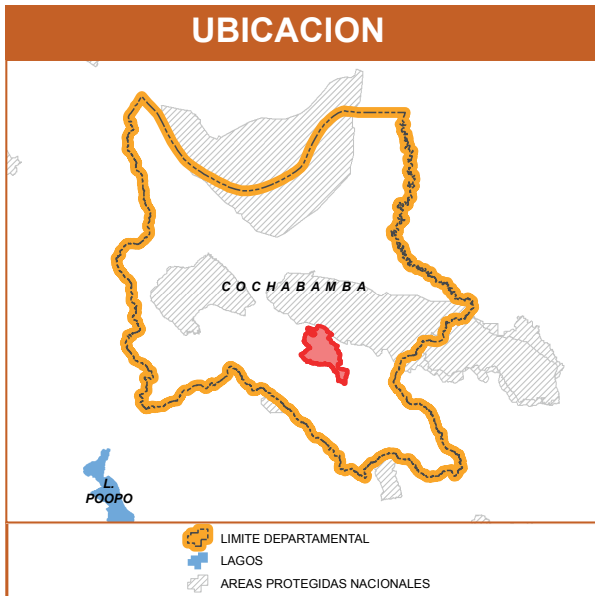 UBICACION
COCHABAMBA
L.
POOPO
LIMITE DEPARTAMENTAL
LAGOS
AREAS PROTEGIDAS NACIONALES